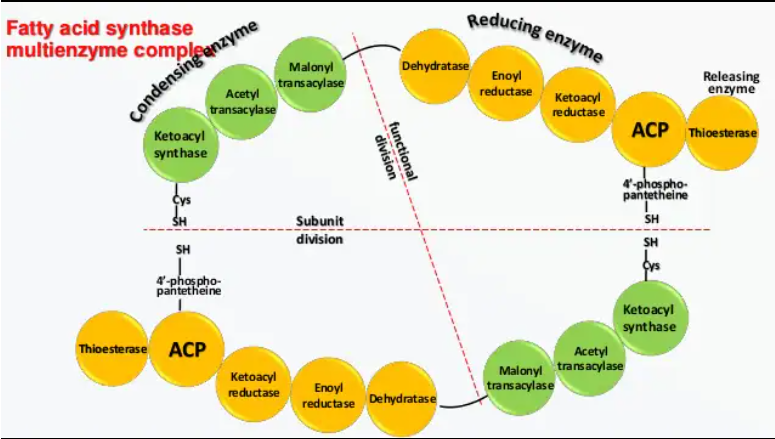 Fatty acid synthase
multienzyme complex
Condensing enzyme
Reducing enzyme
Releasing
enzyme
Ketoacyl
synthase
Acetyl
transacylase
Malonyl
transacylase
Dehydratase
Enoyl
reductase
Ketoacyl
reductase
ACP
Thioesterase
functional
division
Cys
SH
4'-phospho-
pantetheine
SH
Subunit
division
SH
4'-phospho-
pantetheine
SH
Cys
Thioesterase
ACP
Ketoacyl
reductase
Enoyl
reductase
Dehydratase
Malonyl
transacylase
Acetyl
transacylase
Ketoacyl
synthase